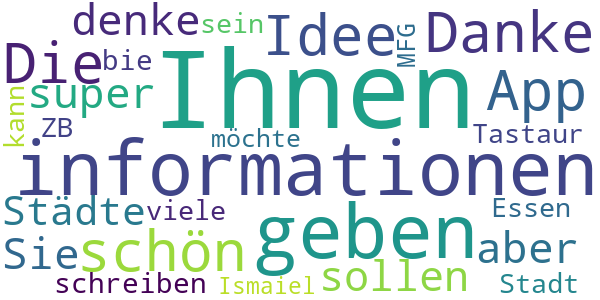 denke sein Idee MFG Danke
Die bie Ihnen
kann super App
ZB möchte Tastaur
informationen
Städte viele geben Essen
Sie schön aber
schreiben Ismaiel sollen Stadt